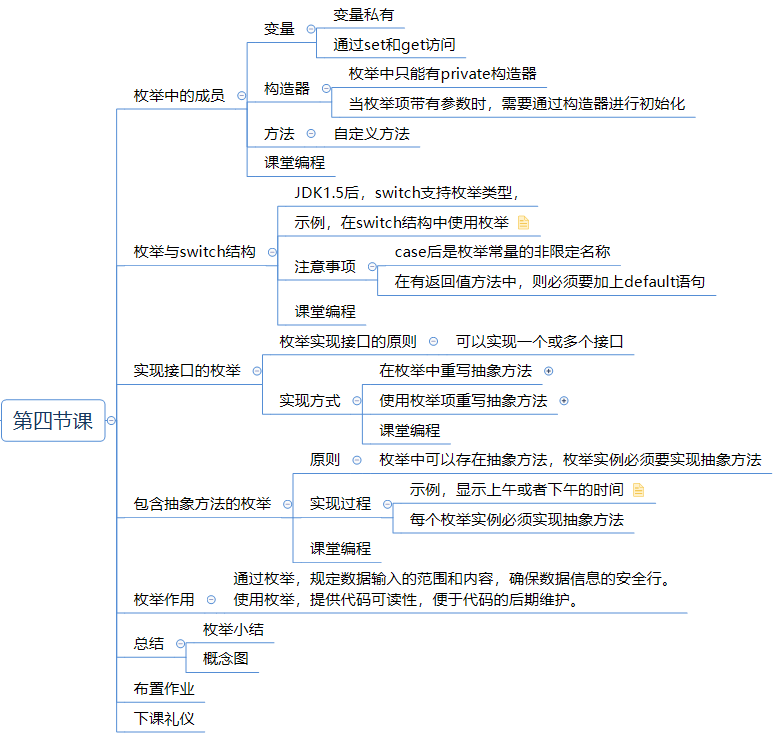 第四节课
枚举中的成员
变量
变量私有
通过set和get访问
构造器
枚举中只能有private构造器
当枚举项带有参数时，需要通过构造器进行初始化
方法
自定义方法
课堂编程
枚举与switch结构
JDK1.5后，switch支持枚举类型，
示例，在switch结构中使用枚举
注意事项
case后是枚举常量的非限定名称
在有返回值方法中，则必须要加上default语句
课堂编程
实现接口的枚举
枚举实现接口的原则
可以实现一个或多个接口
实现方式
在枚举中重写抽象方法
使用枚举项重写抽象方法
课堂编程
包含抽象方法的枚举
原则
枚举中可以存在抽象方法，枚举实例必须要实现抽象方法
实现过程
示例，显示上午或者下午的时间
每个枚举实例必须实现抽象方法
课堂编程
枚举作用
通过枚举，规定数据输入的范围和内容，确保数据信息的安全行。
使用枚举，提供代码可读性，便于代码的后期维护。
总结
枚举小结
概念图
布置作业
下课礼仪